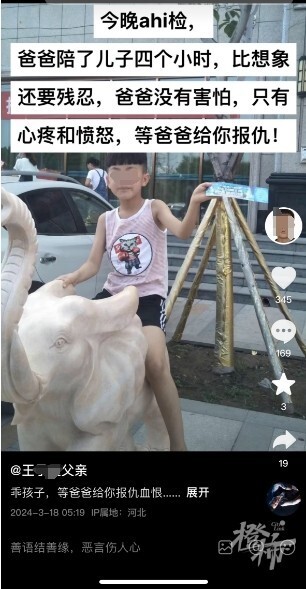 今晚ahi检，
爸爸陪了儿子四个小时，比想象
还要残忍，爸爸没有害怕，只有
心疼和愤怒，等爸爸给你报仇！
345
169
3
19
@王 父亲
乖孩子，等爸爸给你报仇血恨...... 展开
2024-3-18 05:19 IP属地：河北
善语结善缘，恶言伤人心
橙柿